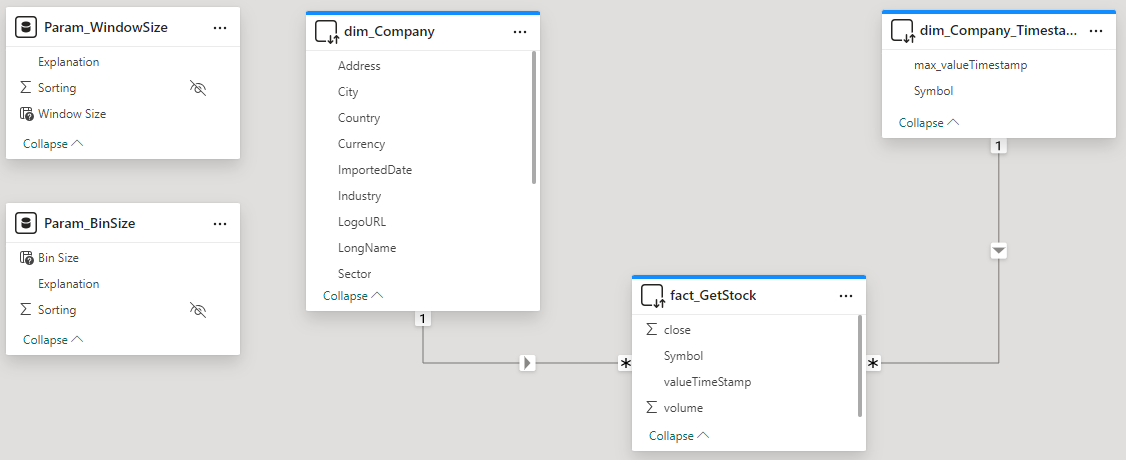 Param_WindowSize
...
Explanation
Σ Sorting
Window Size
Collapse
Param_BinSize
...
Bin Size
Explanation
Σ Sorting
Collapse
dim_Company
...
Address
City
Country
Currency
ImportedDate
Industry
LogoURL
LongName
Sector
Collapse
1
dim_Company_Timesta...
...
max_valueTimestamp
Symbol
Collapse
1
fact_GetStock
...
Σ close
Symbol
valueTimeStamp
Σ volume
Collapse
*
*